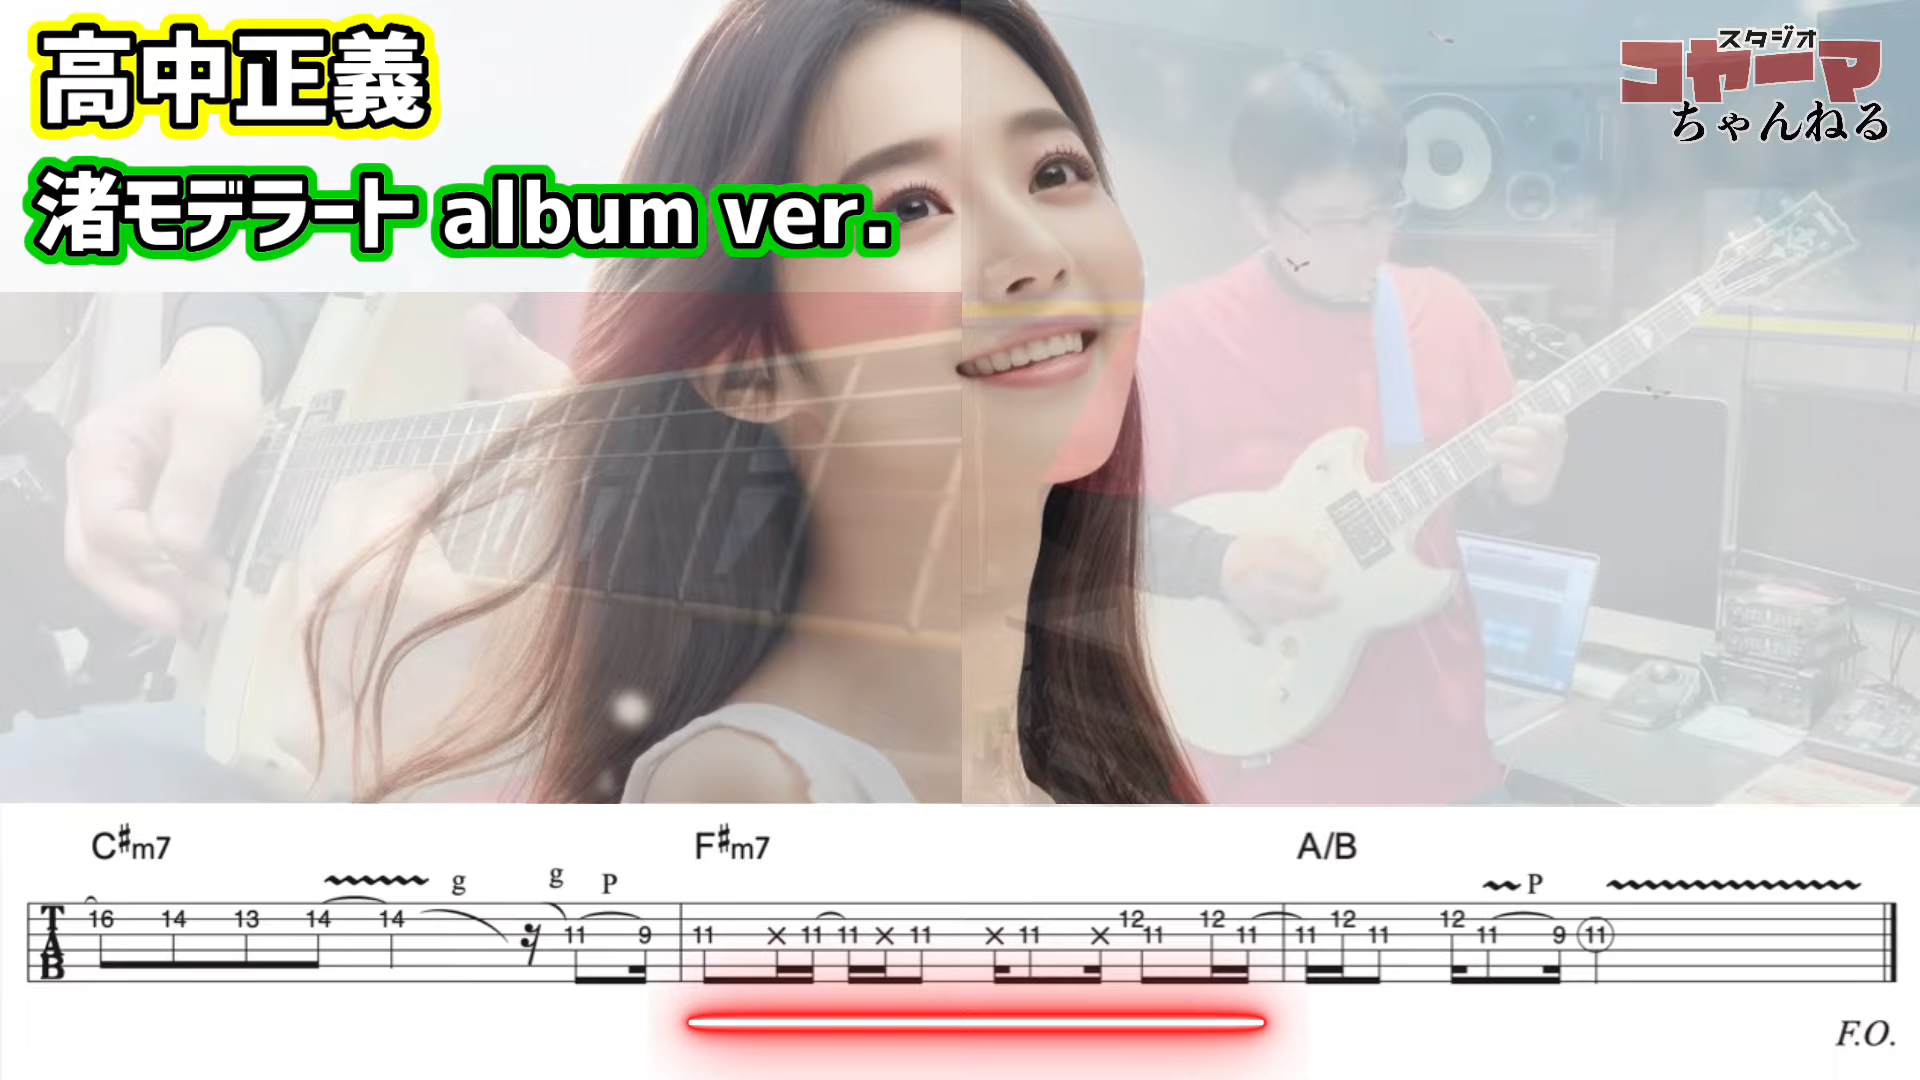 高中正義
渚モデラート album ver.
スタジオ
コヤーマ
ちゃんねる
C#m7 F#m7 A/B
g g P P
TAB
16 14 13 14 14 11 9 11 × 11 11 × 11 × 11 × 12 11 12 11 11 12 11 12 11 9 11
F.O.